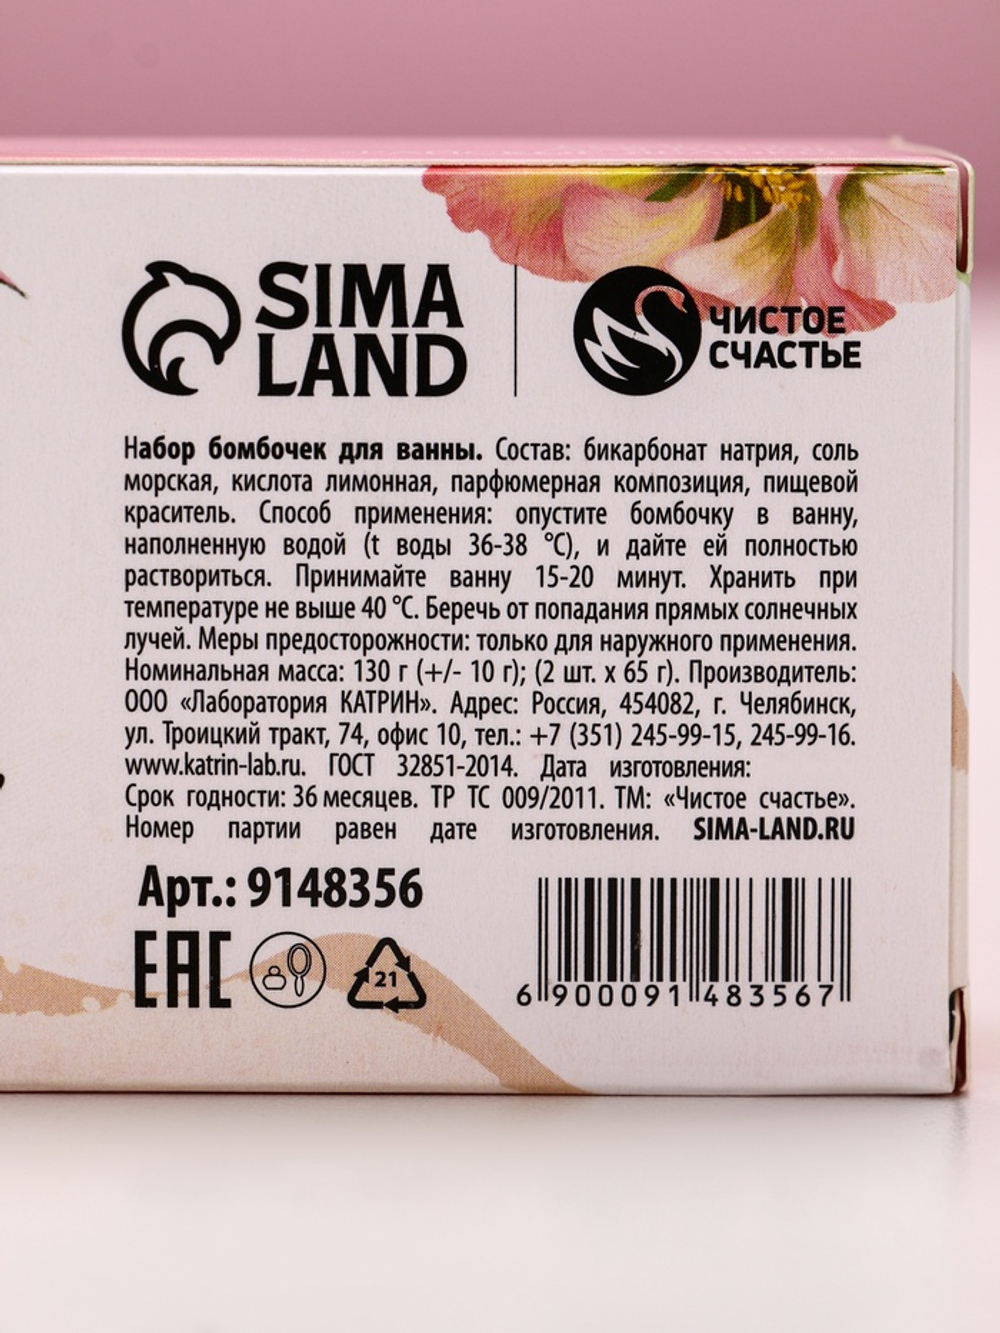 SIMA
LAND
ЧИСТОЕ
СЧАСТЬЕ
Набор бомбочек для ванны. Состав: бикарбонат натрия, соль
морская, кислота лимонная, парфюмерная композиция, пищевой
краситель. Способ применения: опустите бомбочку в ванну,
наполненную водой (t воды 36-38 °С), и дайте ей полностью
раствориться. Принимайте ванну 15-20 минут. Хранить при
температуре не выше 40 °С. Беречь от попадания прямых солнечных
лучей. Меры предосторожности: только для наружного применения.
Номинальная масса: 130 г (+/- 10 г); (2 шт. х 65 г). Производитель:
ООО «Лаборатория КАТРИН». Адрес: Россия, 454082, г. Челябинск,
ул. Троицкий тракт, 74, офис 10, тел.: +7 (351) 245-99-15, 245-99-16.
www.katrin-lab.ru. ГОСТ 32851-2014. Дата изготовления:
Срок годности: 36 месяцев. ТР ТС 009/2011. ТМ: «Чистое счастье».
Номер партии равен дате изготовления. SIMA-LAND.RU
Арт.: 9148356
EAC
21
6 900091 483567